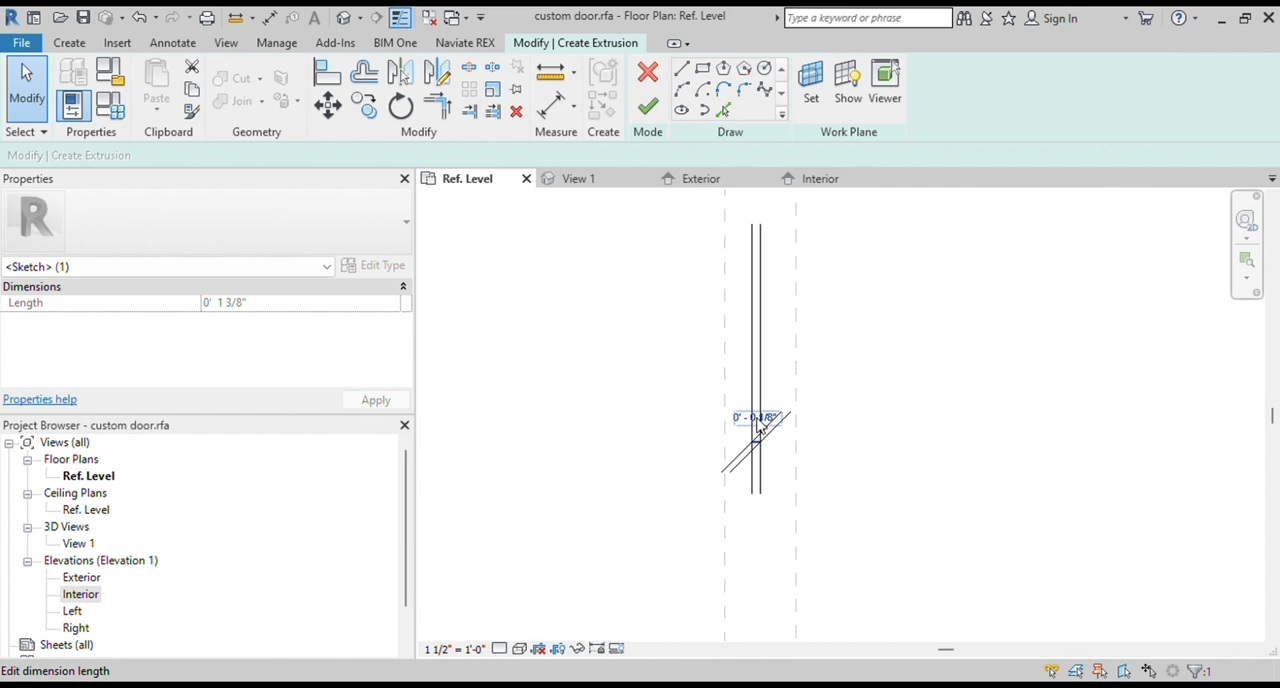 custom door.rfa - Floor Plan: Ref. Level
Type a keyword or phrase
Sign In
File
Create
Insert
Annotate
View
Manage
Add-Ins
BIM One
Naviate REX
Modify | Create Extrusion
Modify
Paste
Cut
Join
Set
Show
Viewer
Select
Properties
Clipboard
Geometry
Modify
Measure
Create
Mode
Draw
Work Plane
Modify | Create Extrusion
Properties
Ref. Level
View 1
Exterior
Interior
2D
<Sketch> (1)
Edit Type
Dimensions
Length
0' 1 3/8"
Properties help
Apply
Project Browser - custom door.rfa
Views (all)
Floor Plans
Ref. Level
Ceiling Plans
Ref. Level
3D Views
View 1
Elevations (Elevation 1)
Exterior
Interior
Left
Right
Sheets (all)
1 1/2" = 1'-0"
Edit dimension length
:1